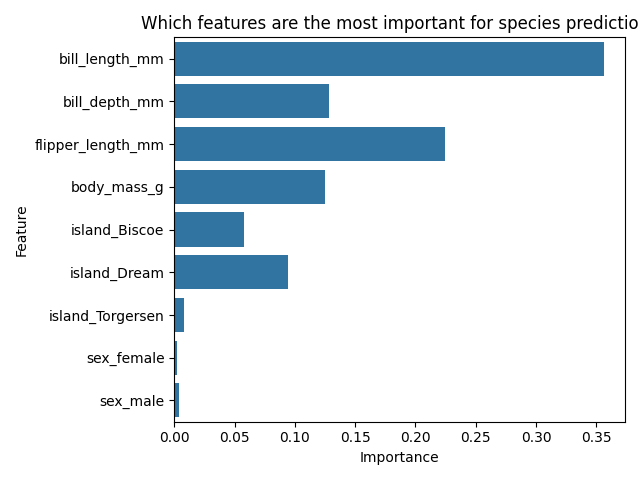 Which features are the most important for species predictio
bill_length_mm
bill_depth_mm
flipper_length_mm
body_mass_g
island_Biscoe
island_Dream
island_Torgersen
sex_female
sex_male
Feature
0.00 0.05 0.10 0.15 0.20 0.25 0.30 0.35
Importance